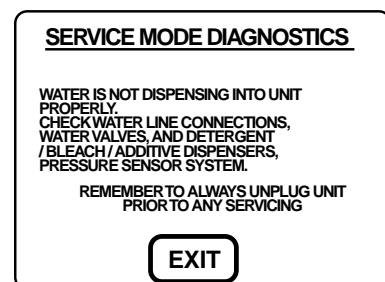 SERVICE MODE DIAGNOSTICS
WATER IS NOT DISPENSING INTO UNIT
PROPERLY.
CHECK WATER LINE CONNECTIONS,
WATER VALVES, AND DETERGENT
/ BLEACH / ADDITIVE DISPENSERS,
PRESSURE SENSOR SYSTEM.
REMEMBER TO ALWAYS UNPLUG UNIT
PRIOR TO ANY SERVICING
EXIT